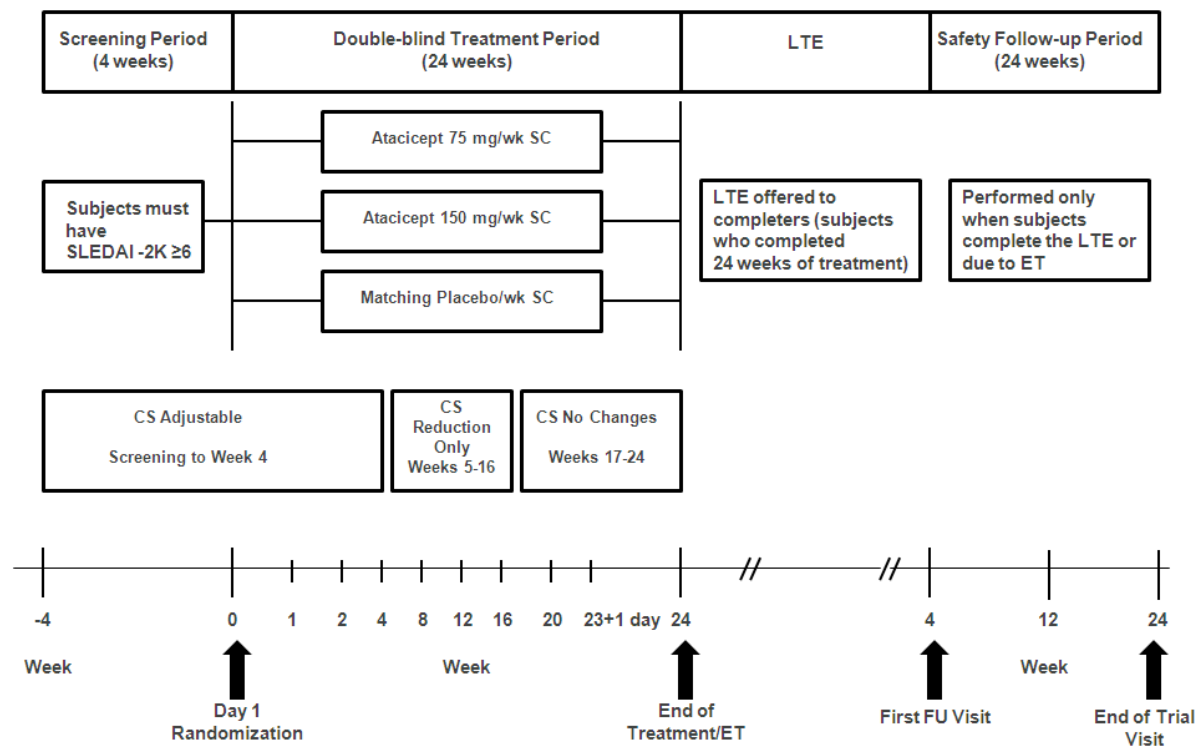 Screening Period
(4 weeks)
Double-blind Treatment Period
(24 weeks)
LTE
Safety Follow-up Period
(24 weeks)
Atacicept 75 mg/wk SC
Subjects must
have
SLEDAI -2K ≥6
Atacicept 150 mg/wk SC
Matching Placebo/wk SC
LTE offered to
completers (subjects
who completed
24 weeks of treatment)
Performed only
when subjects
complete the LTE or
due to ET
CS Adjustable
Screening to Week 4
CS
Reduction
Only
Weeks 5-16
CS No Changes
Weeks 17-24
-4 0 1 2 4 8 12 16 20 23+1 day 24 4 12 24
Week Week Week
Day 1
Randomization
End of
Treatment/ET
First FU Visit
End of Trial
Visit